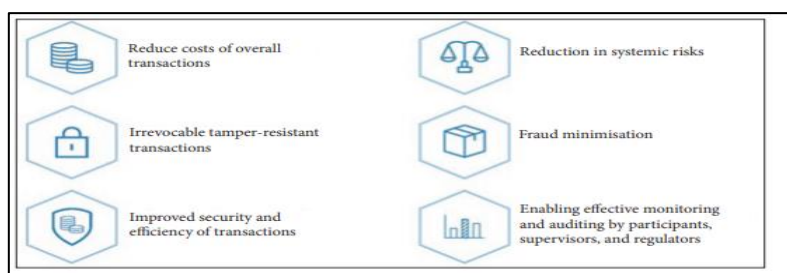 Reduce costs of overall
transactions
Reduction in systemic risks
Irrevocable tamper-resistant
transactions
Fraud minimisation
Improved security and
efficiency of transactions
Enabling effective monitoring
and auditing by participants,
supervisors, and regulators